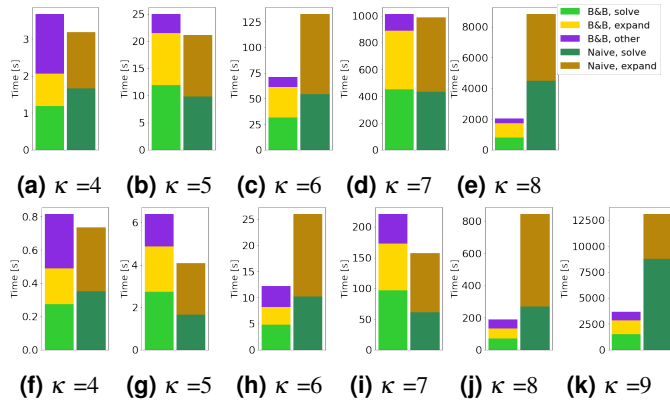 Time [s]
3
2
1
0
(a) κ =4
25
20
15
10
5
0
(b) κ =5
125
100
75
50
25
0
(c) κ =6
1000
800
600
400
200
0
(d) κ =7
8000
6000
4000
2000
0
(e) κ =8
B&B, solve
B&B, expand
B&B, other
Naive, solve
Naive, expand
Time [s]
0.8
0.6
0.4
0.2
0.0
(f) κ =4
Time [s]
6
4
2
0
(g) κ =5
Time [s]
25
20
15
10
5
0
(h) κ =6
Time [s]
200
150
100
50
0
(i) κ =7
Time [s]
800
600
400
200
0
(j) κ =8
Time [s]
12500
10000
7500
5000
2500
0
(k) κ =9